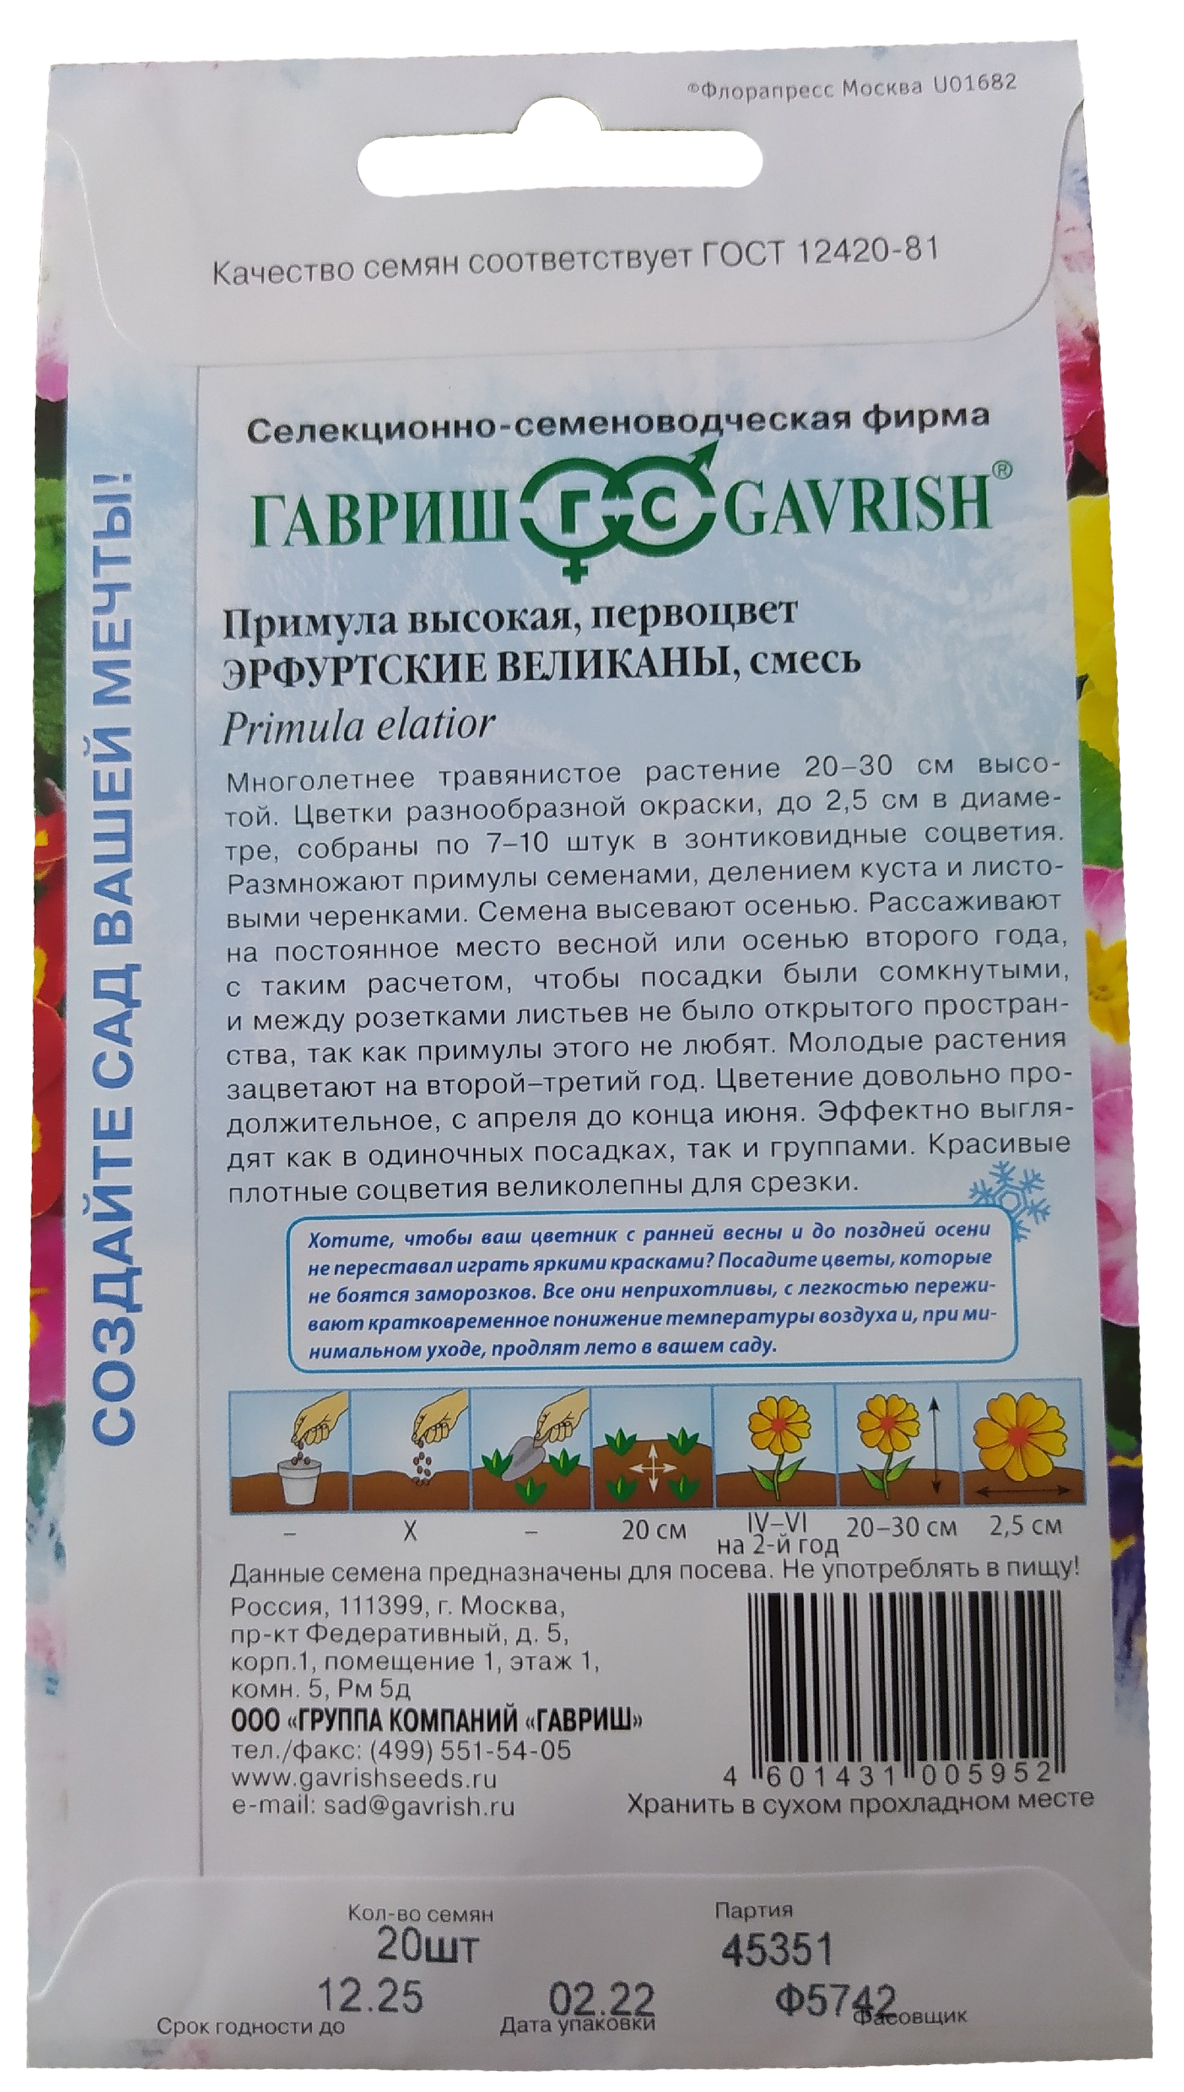 ©Флорапресс Москва U01682
Качество семян соответствует ГОСТ 12420-81
СОЗДАЙТЕ САД ВАШЕЙ МЕЧТЫ!
Селекционно-семеноводческая фирма
ГАВРИШ ГС GAVRISH®
Примула высокая, первоцвет
ЭРФУРТСКИЕ ВЕЛИКАНЫ, смесь
Primula elatior
Многолетнее травянистое растение 20–30 см высо-
той. Цветки разнообразной окраски, до 2,5 см в диаме-
тре, собраны по 7–10 штук в зонтиковидные соцветия.
Размножают примулы семенами, делением куста и листо-
выми черенками. Семена высевают осенью. Рассаживают
на постоянное место весной или осенью второго года,
с таким расчетом, чтобы посадки были сомкнутыми,
и между розетками листьев не было открытого простран-
ства, так как примулы этого не любят. Молодые растения
зацветают на второй–третий год. Цветение довольно про-
должительное, с апреля до конца июня. Эффектно выгля-
дят как в одиночных посадках, так и группами. Красивые
плотные соцветия великолепны для срезки.
Хотите, чтобы ваш цветник с ранней весны и до поздней осени
не переставал играть яркими красками? Посадите цветы, которые
не боятся заморозков. Все они неприхотливы, с легкостью пережи-
вают кратковременное понижение температуры воздуха и, при ми-
нимальном уходе, продлят лето в вашем саду.
– X – 20 см IV–VI 20–30 см 2,5 см
на 2-й год
Данные семена предназначены для посева. Не употреблять в пищу!
Россия, 111399, г. Москва,
пр-кт Федеративный, д. 5,
корп.1, помещение 1, этаж 1,
комн. 5, Рм 5д
ООО «ГРУППА КОМПАНИЙ «ГАВРИШ»
тел./факс: (499) 551-54-05
www.gavrishseeds.ru
e-mail: sad@gavrish.ru
4 601431 005952
Хранить в сухом прохладном месте
Кол-во семян Партия
20шт 45351
12.25 02.22 Ф5742
Срок годности до Дата упаковки Фасовщик